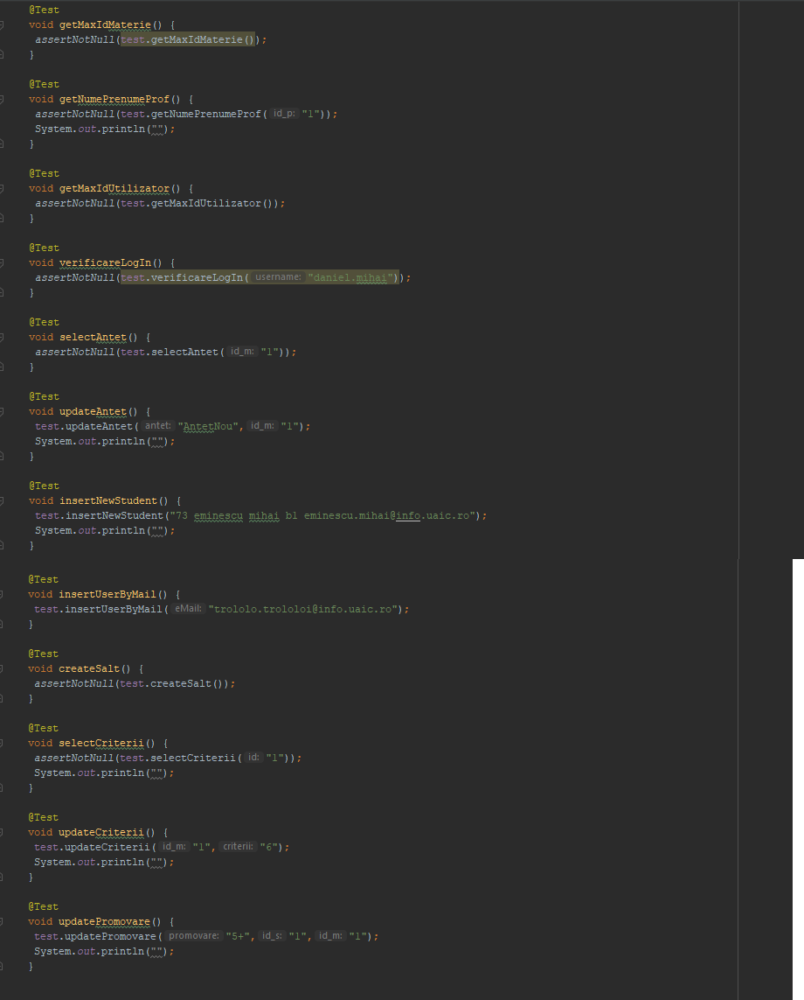 @Test
void getMaxIdMaterie() {
assertNotNull(test.getMaxIdMaterie());
}
@Test
void getNumePrenumeProf() {
assertNotNull(test.getNumePrenumeProf( id_p: "1"));
System.out.println("");
}
@Test
void getMaxIdUtilizator() {
assertNotNull(test.getMaxIdUtilizator());
}
@Test
void verificareLogIn() {
assertNotNull(test.verificareLogIn( username: "daniel.mihai"));
}
@Test
void selectAntet() {
assertNotNull(test.selectAntet( id_m: "1"));
}
@Test
void updateAntet() {
test.updateAntet( antet: "AntetNou", id_m: "1");
System.out.println("");
}
@Test
void insertNewStudent() {
test.insertNewStudent("73 eminescu mihai b1 eminescu.mihai@info.uaic.ro");
System.out.println("");
}
@Test
void insertUserByMail() {
test.insertUserByMail( eMail: "trololo.trololoi@info.uaic.ro");
}
@Test
void createSalt() {
assertNotNull(test.createSalt());
}
@Test
void selectCriterii() {
assertNotNull(test.selectCriterii( id: "1"));
System.out.println("");
}
@Test
void updateCriterii() {
test.updateCriterii( id_m: "1", criterii: "6");
System.out.println("");
}
@Test
void updatePromovare() {
test.updatePromovare( promovare: "5+", id_s: "1", id_m: "1");
System.out.println("");
}